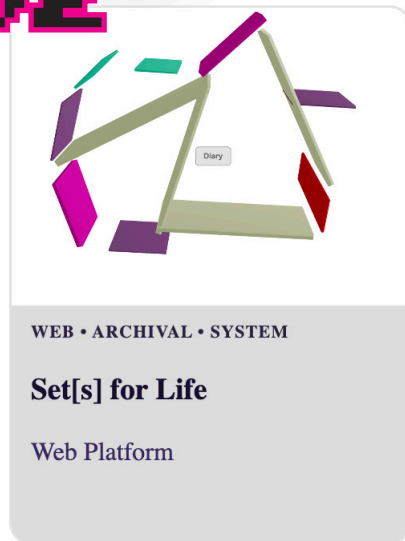 Diary
WEB • ARCHIVAL • SYSTEM
Set[s] for Life
Web Platform